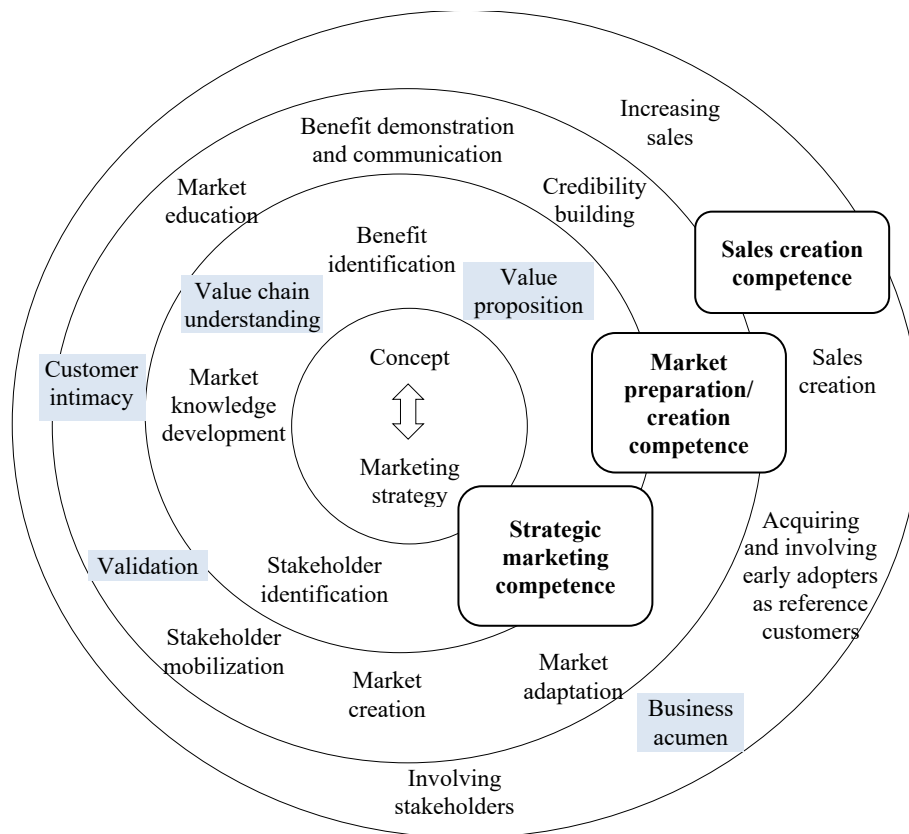 Increasing
sales
Benefit demonstration
and communication
Market
education
Credibility
building
Benefit
identification
Sales creation
competence
Value chain
understanding
Value
proposition
Customer
intimacy
Market
knowledge
development
Concept
Market
preparation/
creation
competence
Sales
creation
Marketing
strategy
Strategic
marketing
competence
Acquiring
and involving
early adopters
as reference
customers
Validation
Stakeholder
identification
Stakeholder
mobilization
Market
creation
Market
adaptation
Business
acumen
Involving
stakeholders